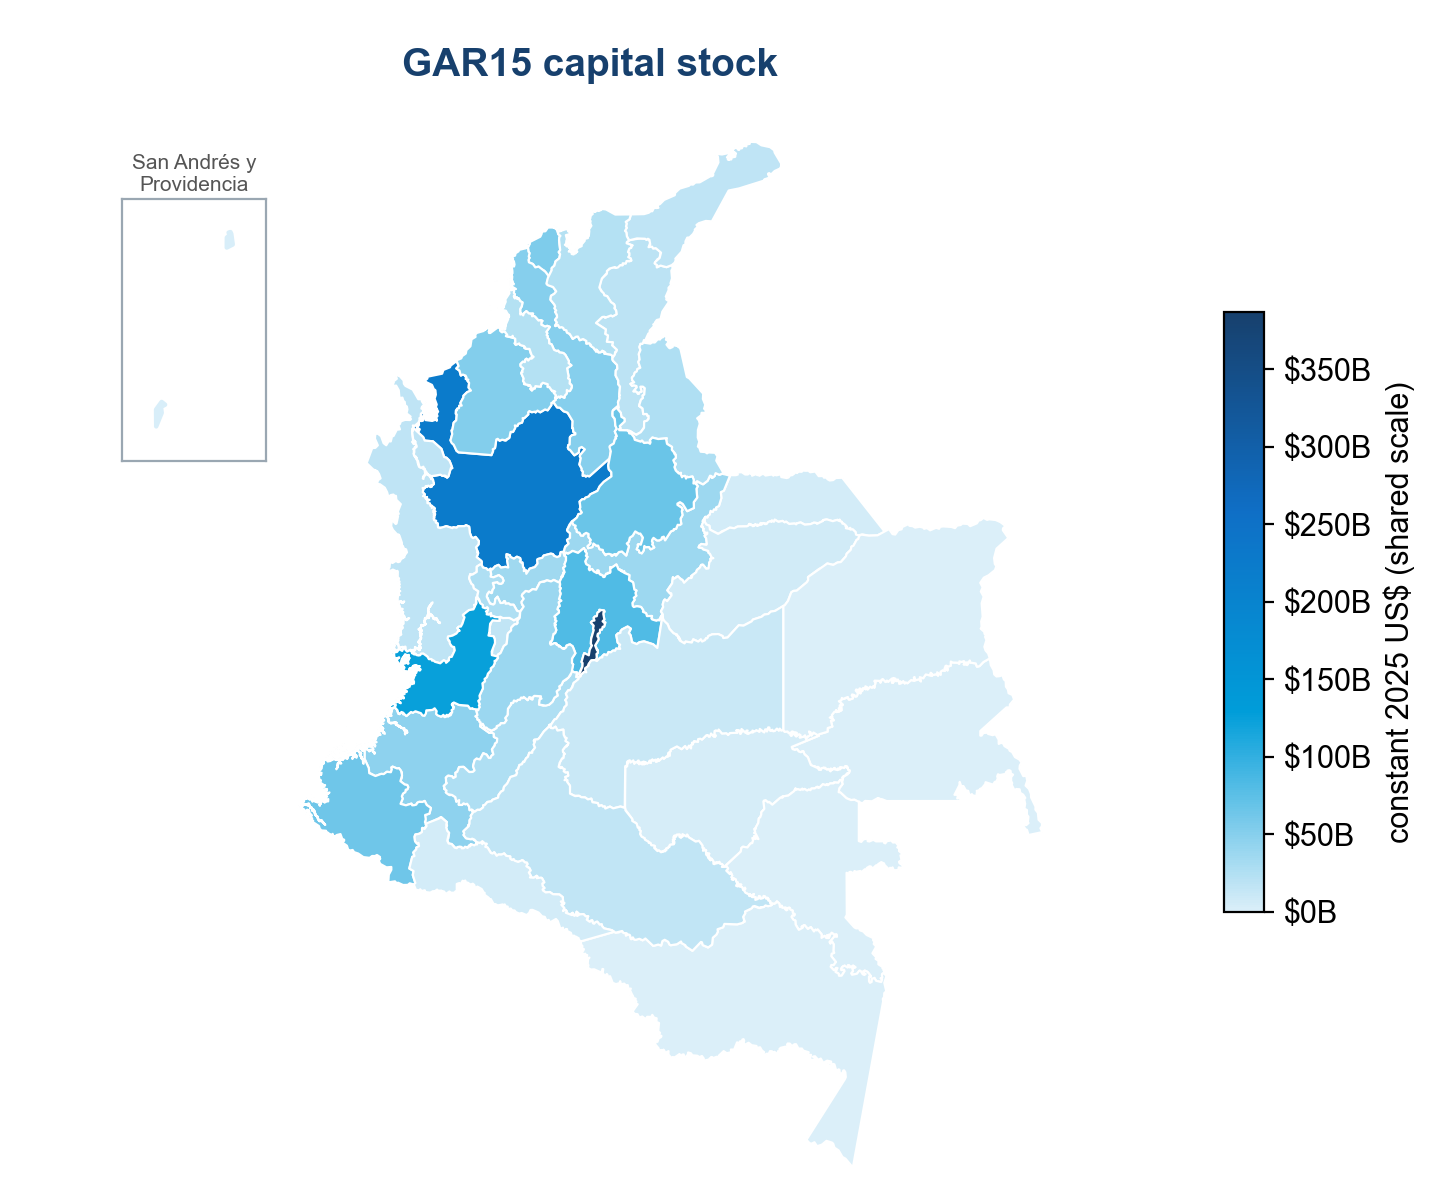 GAR15 capital stock
San Andrés y
Providencia
$350B
$300B
$250B
$200B
$150B
$100B
$50B
$0B
constant 2025 US$ (shared scale)